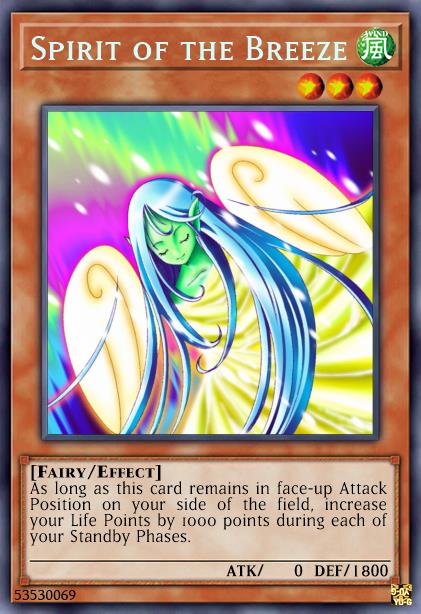 Spirit of the Breeze
WIND
風
[Fairy/Effect]
As long as this card remains in face-up Attack
Position on your side of the field, increase
your Life Points by 1000 points during each of
your Standby Phases.
ATK/ 0 DEF/1800
53530069